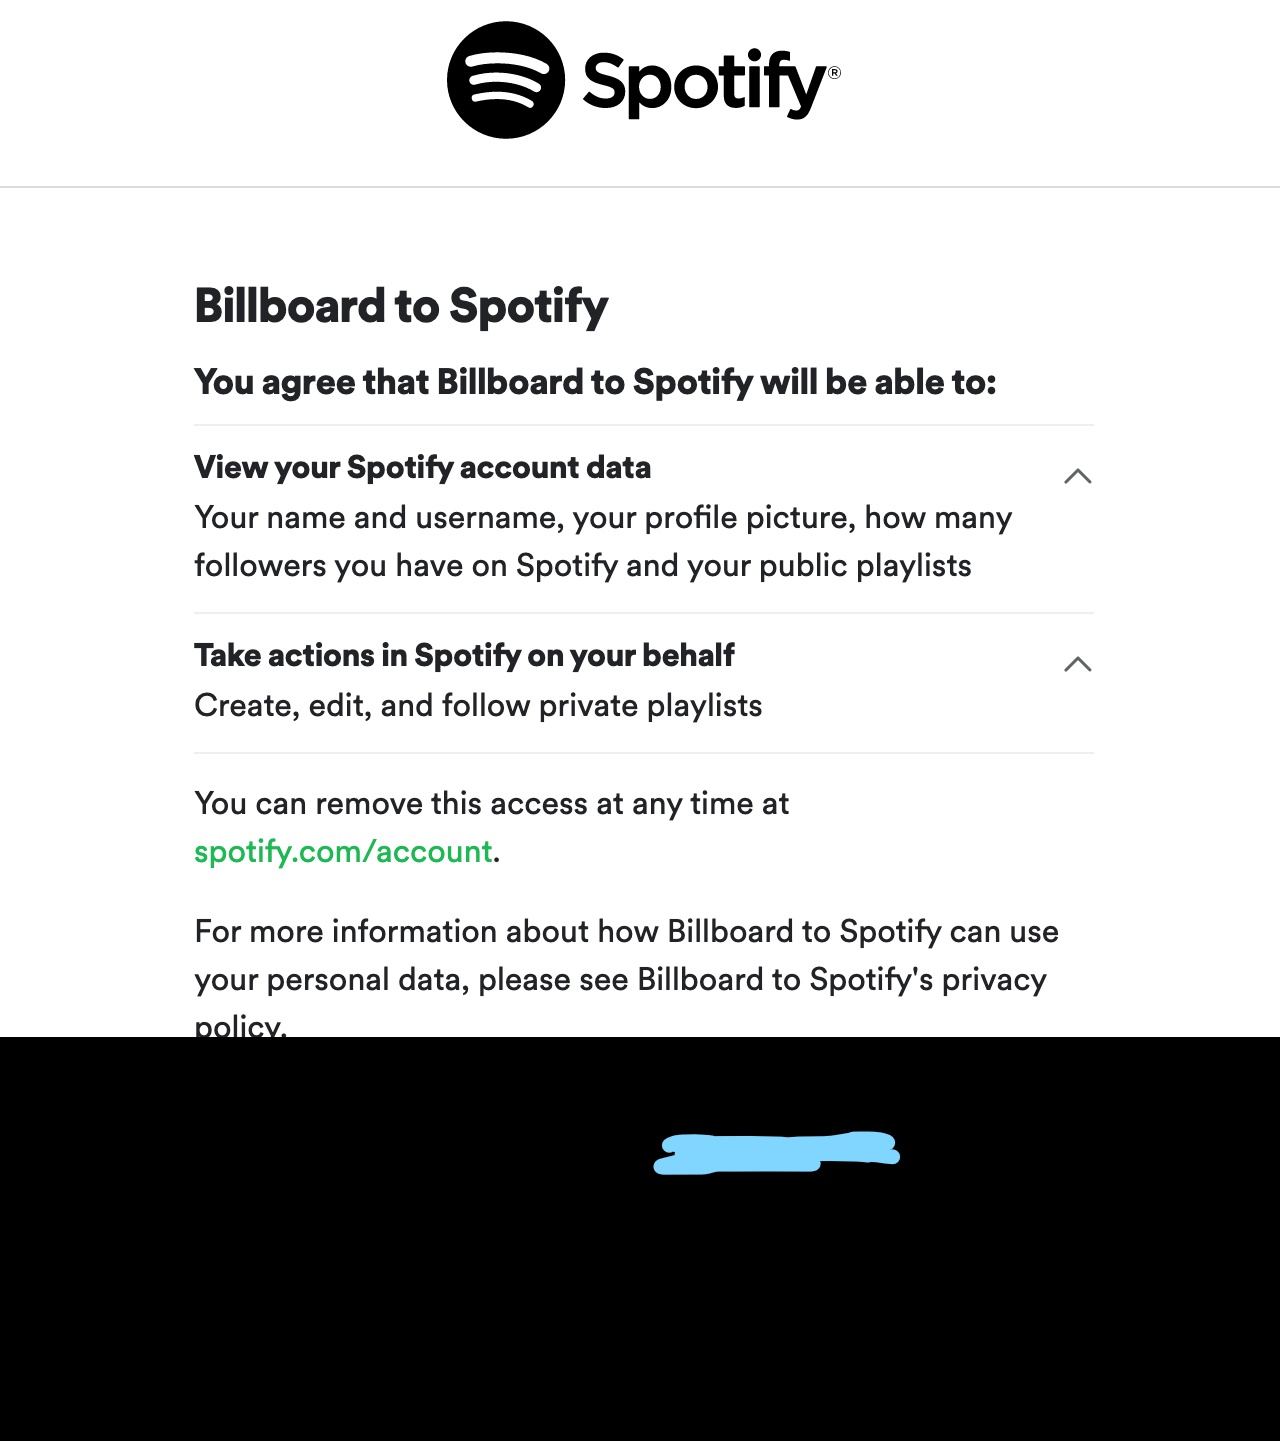 Spotify®
Billboard to Spotify
You agree that Billboard to Spotify will be able to:
View your Spotify account data
Your name and username, your profile picture, how many
followers you have on Spotify and your public playlists
Take actions in Spotify on your behalf
Create, edit, and follow private playlists
You can remove this access at any time at
spotify.com/account.
For more information about how Billboard to Spotify can use
your personal data, please see Billboard to Spotify's privacy
policy.